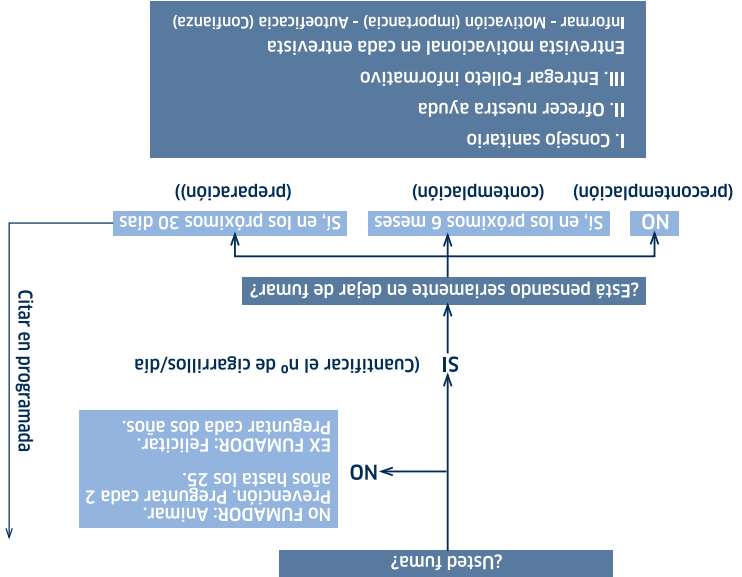 ¿Usted fuma?
No FUMADOR: Animar.
Prevención. Preguntar cada 2
años hasta los 25.
EX FUMADOR: Felicitar.
Preguntar cada dos años.
NO
SI (Cuantificar el nº de cigarrillos/día)
¿Está pensando seriamente en dejar de fumar?
NO
Sí, en los próximos 6 meses
Sí, en los próximos 30 días
(precontemplación)
(contemplación)
(preparación))
Citar en programada
I. Consejo sanitario
II. Ofrecer nuestra ayuda
III. Entregar Folleto informativo
Entrevista motivacional en cada entrevista
Informar - Motivación (importancia) - Autoeficacia (Confianza)